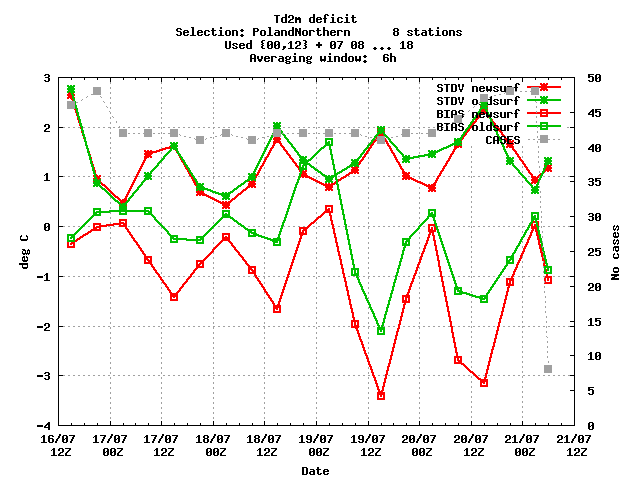 Td2m deficit
Selection: PolandNorthern 8 stations
Used {00,12} + 07 08 ... 18
Averaging window: 6h
STDV newsurf
STDV oldsurf
BIAS newsurf
BIAS oldsurf
CASES
3
2
1
0
-1
-2
-3
-4
deg C
50
45
40
35
30
25
20
15
10
5
0
No cases
16/07 17/07 17/07 18/07 18/07 19/07 19/07 20/07 20/07 21/07 21/07
12Z 00Z 12Z 00Z 12Z 00Z 12Z 00Z 12Z 00Z 12Z
Date